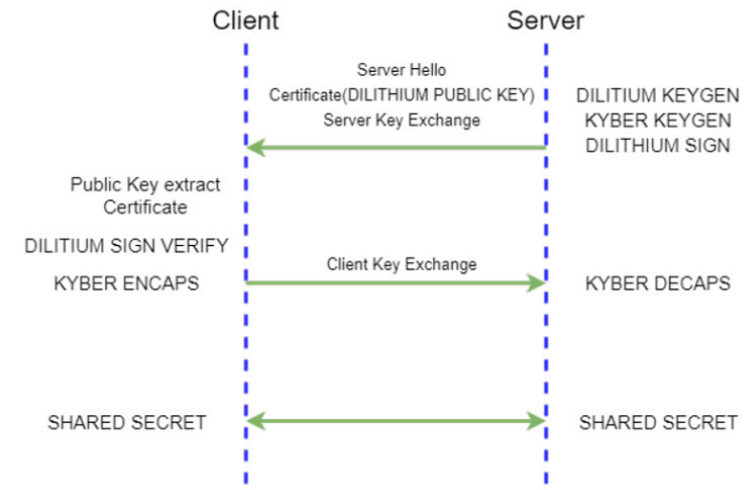 Client
Server
Server Hello
Certificate(DILITHIUM PUBLIC KEY)
Server Key Exchange
DILITIUM KEYGEN
KYBER KEYGEN
DILITHIUM SIGN
Public Key extract
Certificate
DILITIUM SIGN VERIFY
KYBER ENCAPS
Client Key Exchange
KYBER DECAPS
SHARED SECRET
SHARED SECRET